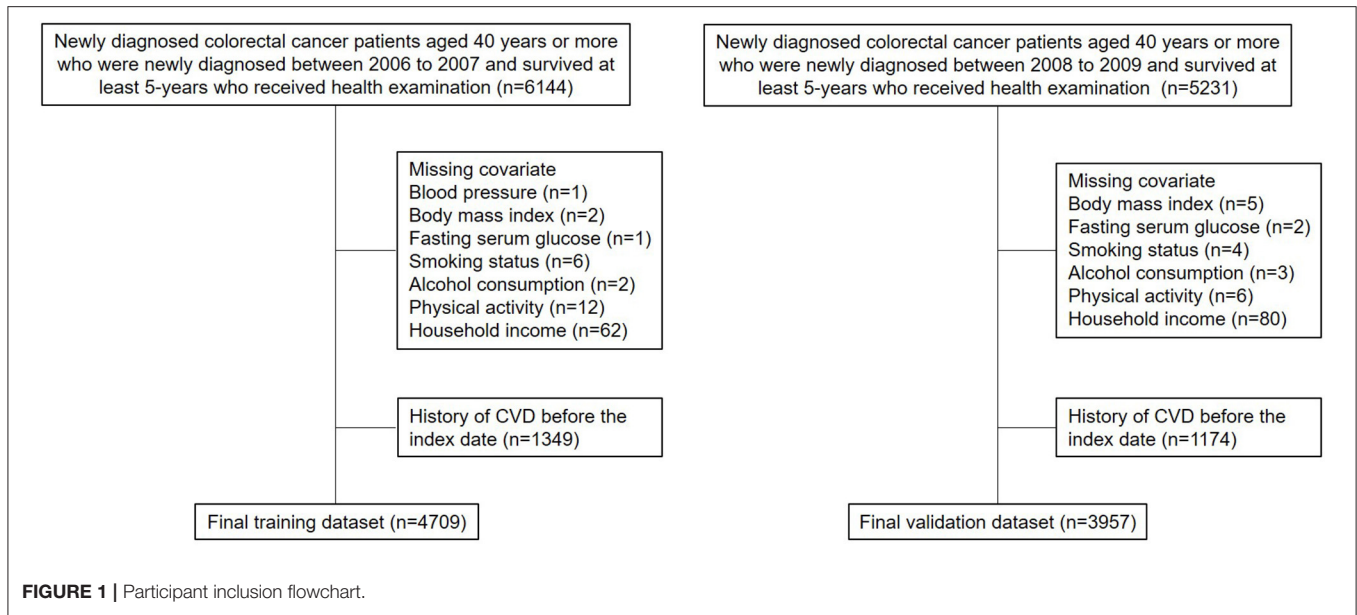 Newly diagnosed colorectal cancer patients aged 40 years or more
who were newly diagnosed between 2006 to 2007 and survived at
least 5-years who received health examination (n=6144)
Missing covariate
Blood pressure (n=1)
Body mass index (n=2)
Fasting serum glucose (n=1)
Smoking status (n=6)
Alcohol consumption (n=2)
Physical activity (n=12)
Household income (n=62)
History of CVD before the
index date (n=1349)
Final training dataset (n=4709)
Newly diagnosed colorectal cancer patients aged 40 years or more
who were newly diagnosed between 2008 to 2009 and survived at
least 5-years who received health examination (n=5231)
Missing covariate
Body mass index (n=5)
Fasting serum glucose (n=2)
Smoking status (n=4)
Alcohol consumption (n=3)
Physical activity (n=6)
Household income (n=80)
History of CVD before the
index date (n=1174)
Final validation dataset (n=3957)
FIGURE 1 | Participant inclusion flowchart.